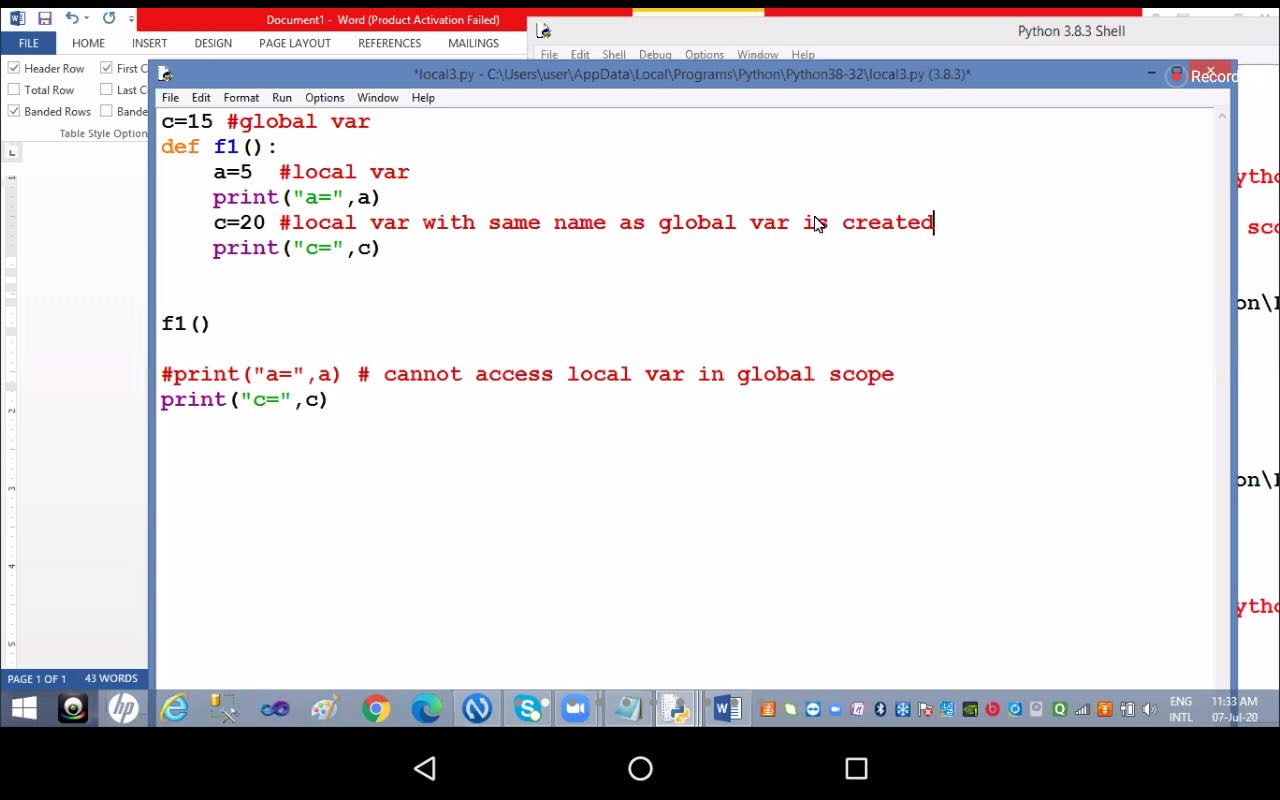 Document1 - Word (Product Activation Failed)
FILE HOME INSERT DESIGN PAGE LAYOUT REFERENCES MAILINGS
Python 3.8.3 Shell
File Edit Shell Debug Options Window Help
Header Row First C
Total Row Last C
Banded Rows Bande
Table Style Option
*local3.py - C:\Users\user\AppData\Local\Programs\Python\Python38-32\local3.py (3.8.3)*
Record
File Edit Format Run Options Window Help
c=15 #global var
def f1():
    a=5  #local var
    print("a=",a)
    c=20 #local var with same name as global var is created
    print("c=",c)
f1()
#print("a=",a) # cannot access local var in global scope
print("c=",c)
ytho
sco
on\
on\
ytho
1
2
3
4
5
PAGE 1 OF 1 43 WORDS
ENG 11:33 AM
INTL 07-Jul-20